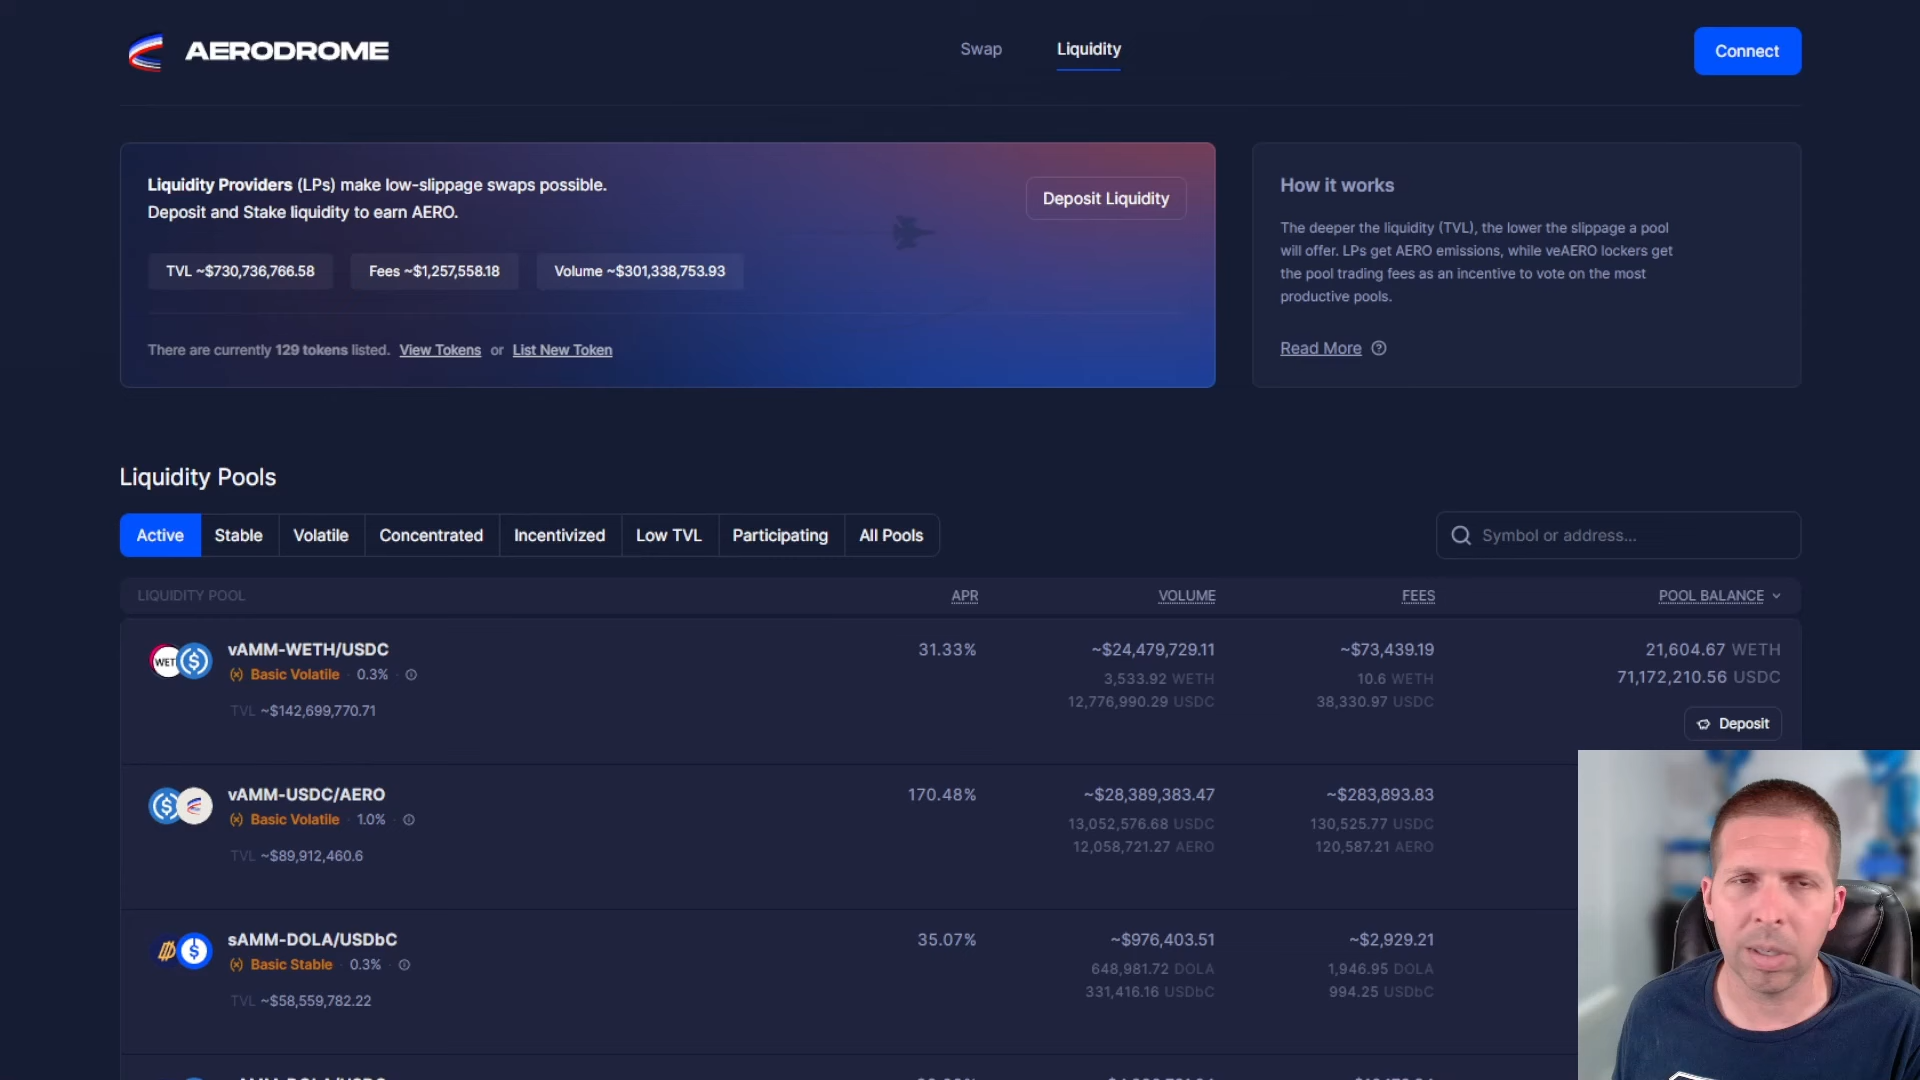 AERODROME
Swap
Liquidity
Connect
Liquidity Providers (LPs) make low-slippage swaps possible.
Deposit and Stake liquidity to earn AERO.
Deposit Liquidity
TVL ~$730,736,766.58
Fees ~$1,257,558.18
Volume ~$301,338,753.93
There are currently 129 tokens listed. View Tokens or List New Token
How it works
The deeper the liquidity (TVL), the lower the slippage a pool
will offer. LPs get AERO emissions, while veAERO lockers get
the pool trading fees as an incentive to vote on the most
productive pools.
Read More
Liquidity Pools
Active
Stable
Volatile
Concentrated
Incentivized
Low TVL
Participating
All Pools
Symbol or address...
LIQUIDITY POOL
APR
VOLUME
FEES
POOL BALANCE
WET
vAMM-WETH/USDC
Basic Volatile · 0.3% ·
TVL ~$142,699,770.71
31.33%
~$24,479,729.11
3,533.92 WETH
12,776,990.29 USDC
~$73,439.19
10.6 WETH
38,330.97 USDC
21,604.67 WETH
71,172,210.56 USDC
Deposit
vAMM-USDC/AERO
Basic Volatile · 1.0% ·
TVL ~$89,912,460.6
170.48%
~$28,389,383.47
13,052,576.68 USDC
12,058,721.27 AERO
~$283,893.83
130,525.77 USDC
120,587.21 AERO
sAMM-DOLA/USDbC
Basic Stable · 0.3% ·
TVL ~$58,559,782.22
35.07%
~$976,403.51
648,981.72 DOLA
331,416.16 USDbC
~$2,929.21
1,946.95 DOLA
994.25 USDbC